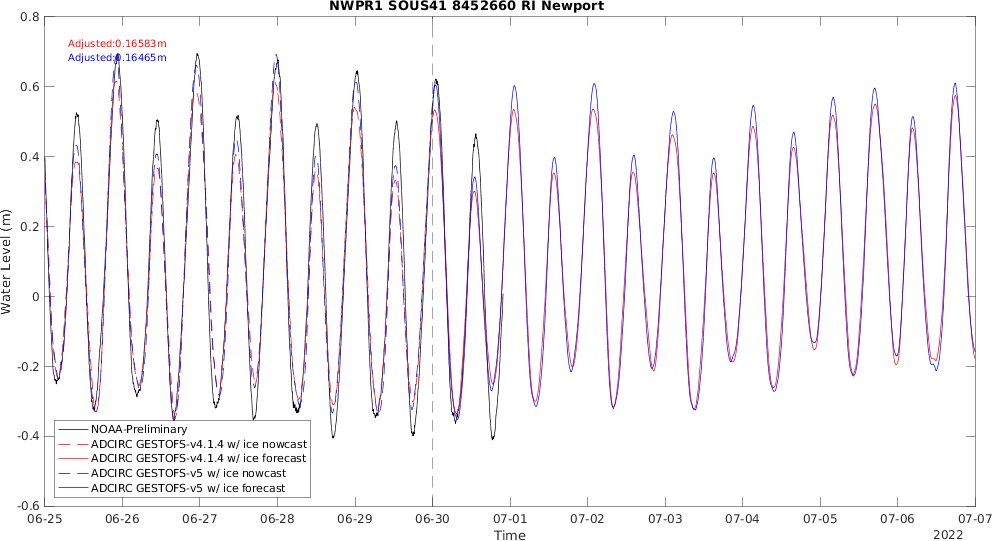 NWPR1 SOUS41 8452660 RI Newport
Adjusted:0.16583m
Adjusted:0.16465m
Water Level (m)
0.8
0.6
0.4
0.2
0
-0.2
-0.4
-0.6
NOAA-Preliminary
ADCIRC GESTOFS-v4.1.4 w/ ice nowcast
ADCIRC GESTOFS-v4.1.4 w/ ice forecast
ADCIRC GESTOFS-v5 w/ ice nowcast
ADCIRC GESTOFS-v5 w/ ice forecast
06-25 06-26 06-27 06-28 06-29 06-30 07-01 07-02 07-03 07-04 07-05 07-06 07-07
Time
2022